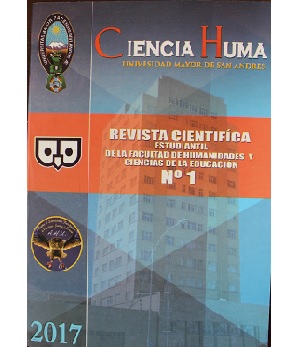 CIENCIA HUMA
UNIVERSIDAD MAYOR DE SAN ANDRES
REVISTA CIENTIFÍCA
ESTUDIANTIL
DE LA FACULTAD DE HUMANIDADES Y
CIENCIAS DE LA EDUCACIÓN
Nº 1
2017